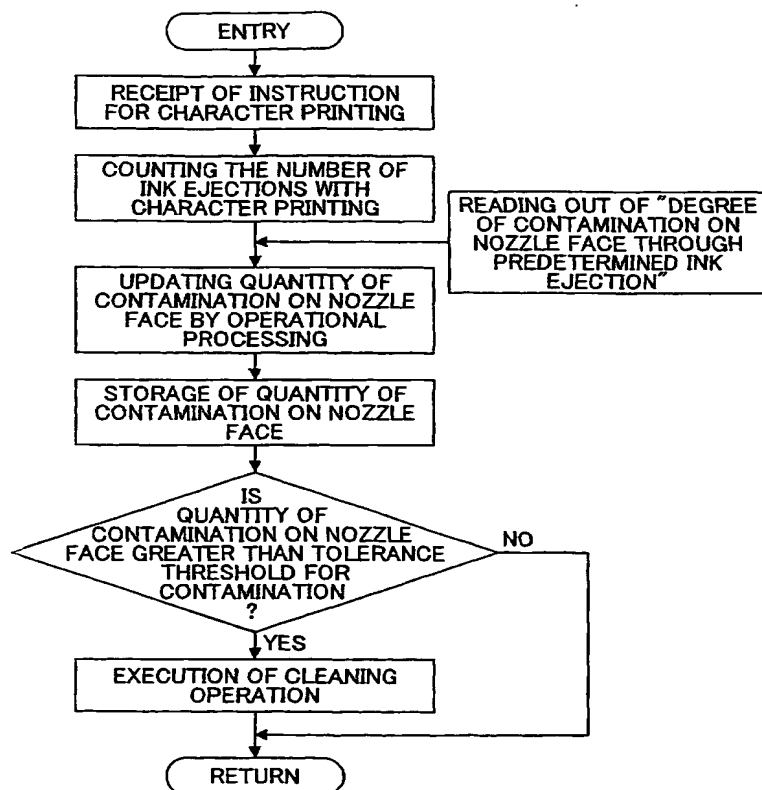 ENTRY
RECEIPT OF INSTRUCTION
FOR CHARACTER PRINTING
COUNTING THE NUMBER OF
INK EJECTIONS WITH
CHARACTER PRINTING
READING OUT OF "DEGREE
OF CONTAMINATION ON
NOZZLE FACE THROUGH
PREDETERMINED INK
EJECTION"
UPDATING QUANTITY OF
CONTAMINATION ON NOZZLE
FACE BY OPERATIONAL
PROCESSING
STORAGE OF QUANTITY OF
CONTAMINATION ON NOZZLE
FACE
IS
QUANTITY OF
CONTAMINATION ON NOZZLE
FACE GREATER THAN TOLERANCE
THRESHOLD FOR
CONTAMINATION
?
NO
YES
EXECUTION OF CLEANING
OPERATION
RETURN